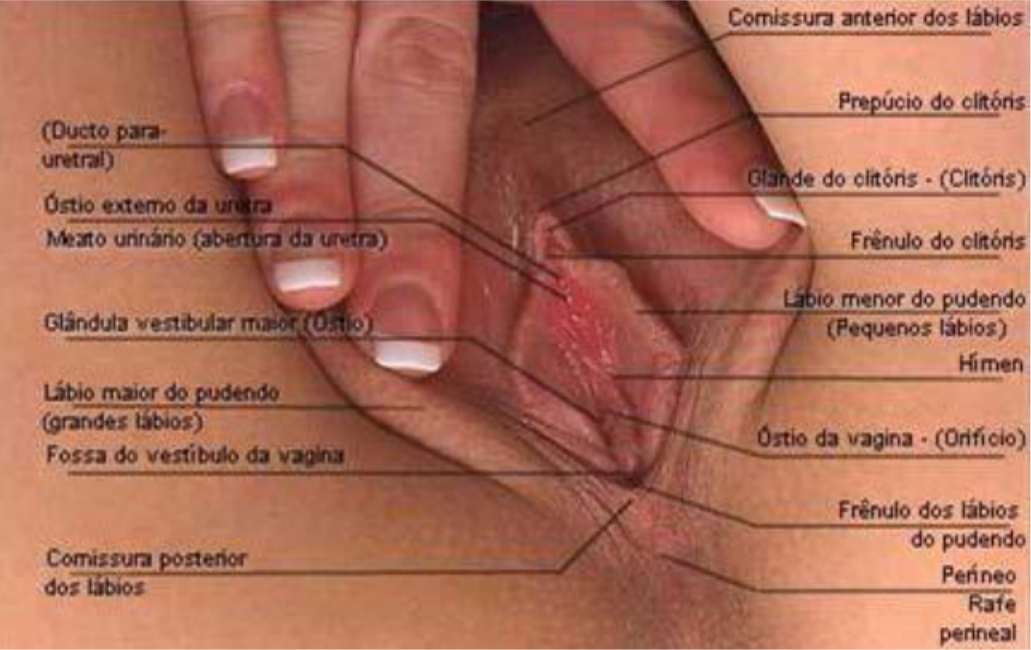 Comissura anterior dos lábios
Prepúcio do clitóris
(Ducto para-
uretral)
Glande do clitóris - (Clitóris)
Óstio externo da uretra
Meato urinário (abertura da uretra)
Frênulo do clitóris
Lábio menor do pudendo
(Pequenos lábios)
Glândula vestibular maior (Óstio)
Hímen
Lábio maior do pudendo
(grandes lábios)
Óstio da vagina - (Orifício)
Fossa do vestíbulo da vagina
Frênulo dos lábios
do pudendo
Comissura posterior
dos lábios
Períneo
Rafe
perineal